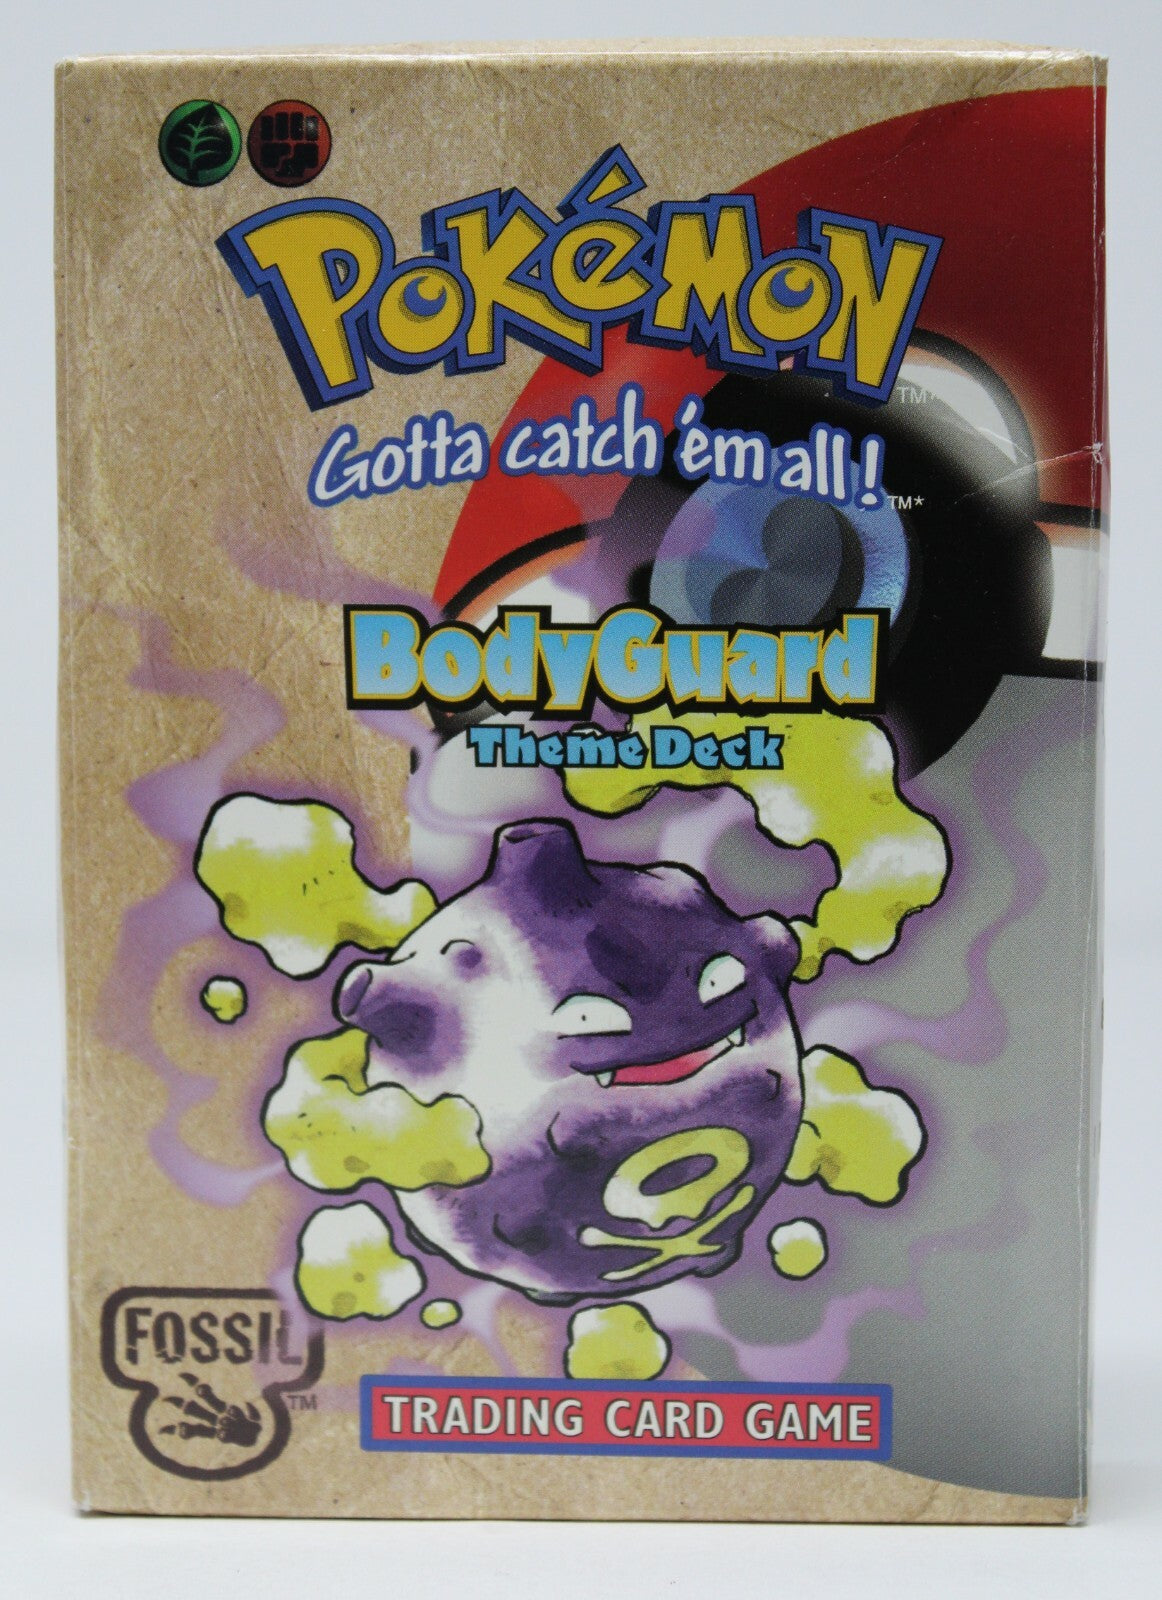 POKéMON
TM
Gotta catch 'em all!
TM*
BodyGuard
Theme Deck
FOSSIL
TM
TRADING CARD GAME